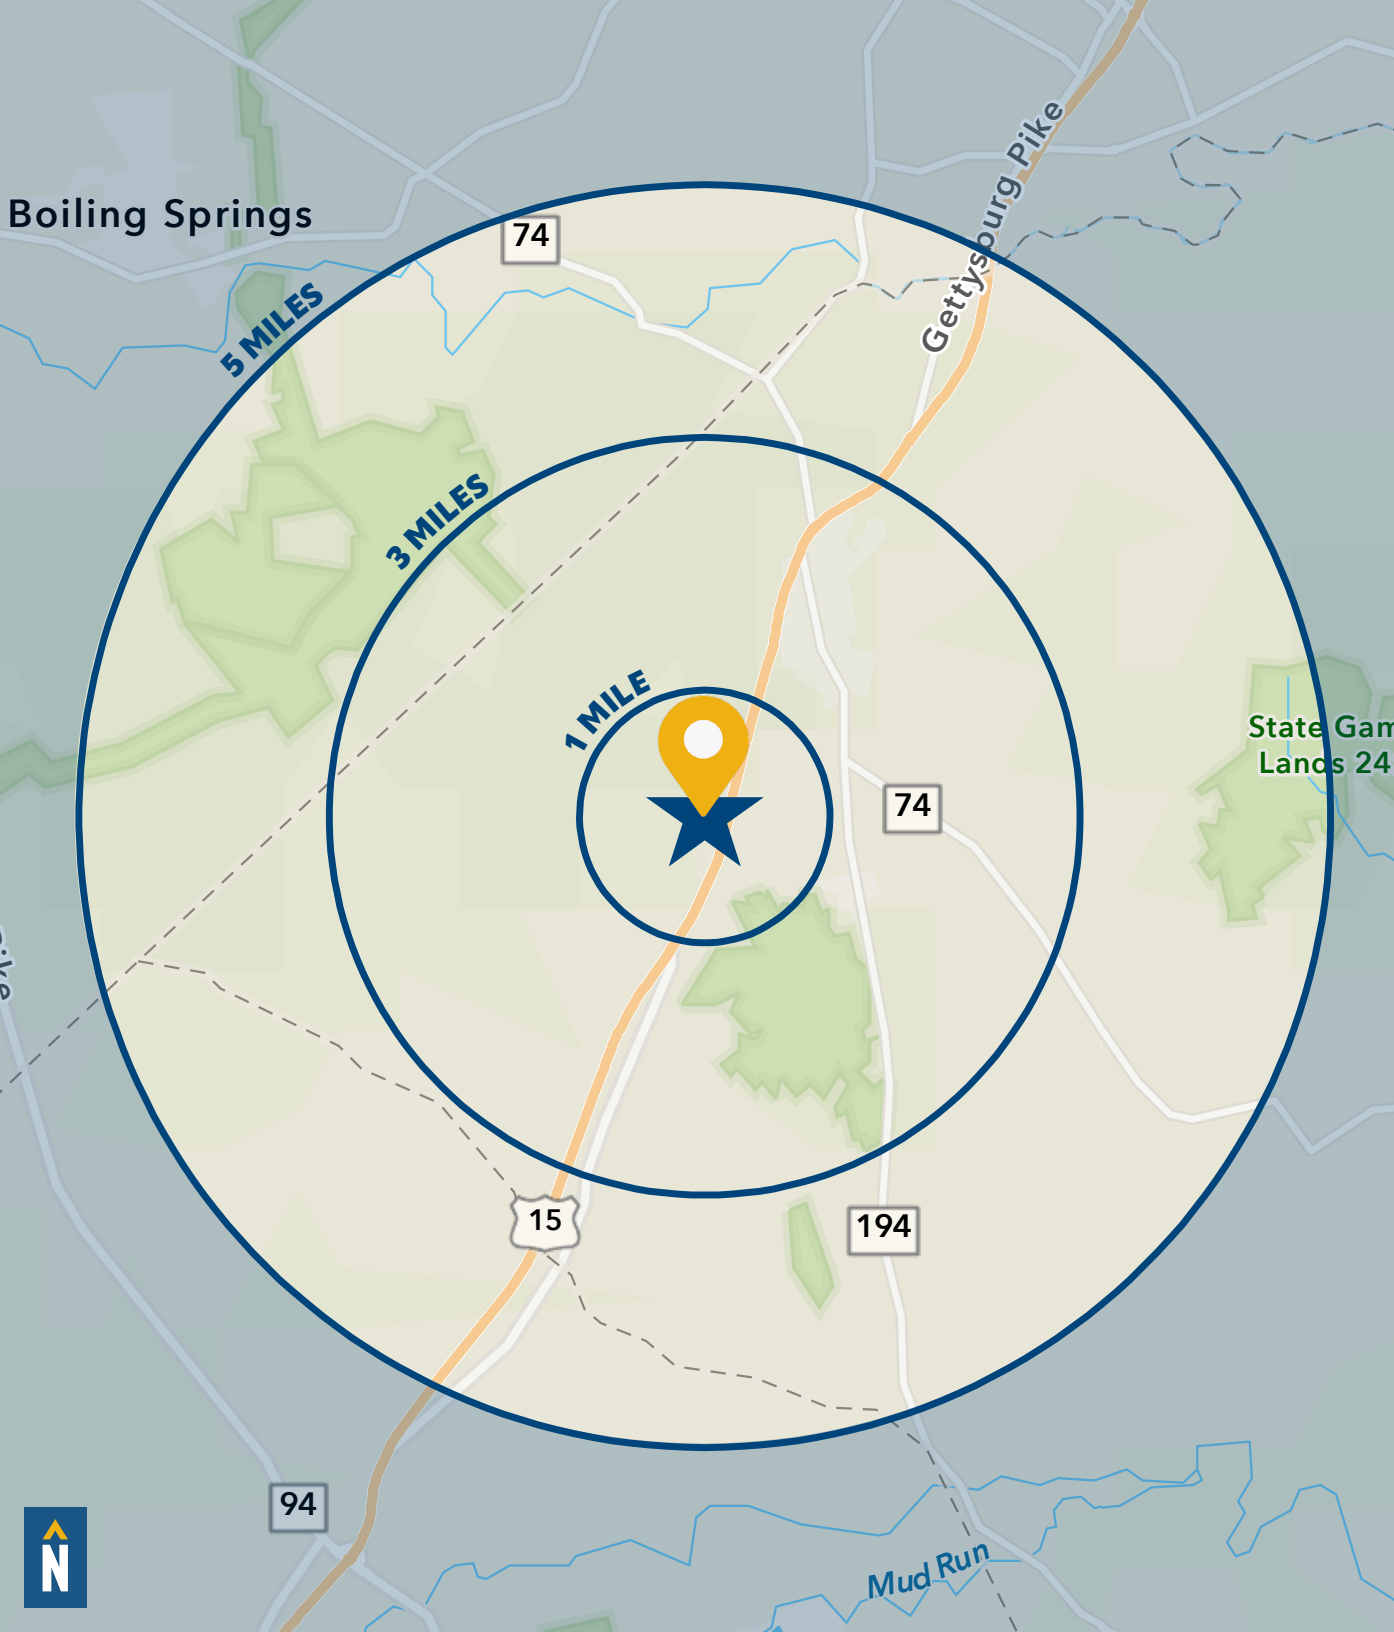 Gettysburg Pike
Boiling Springs
74
5 MILES
3 MILES
1 MILE
State Gam
Lands 24
74
15
194
94
N
Mud Run